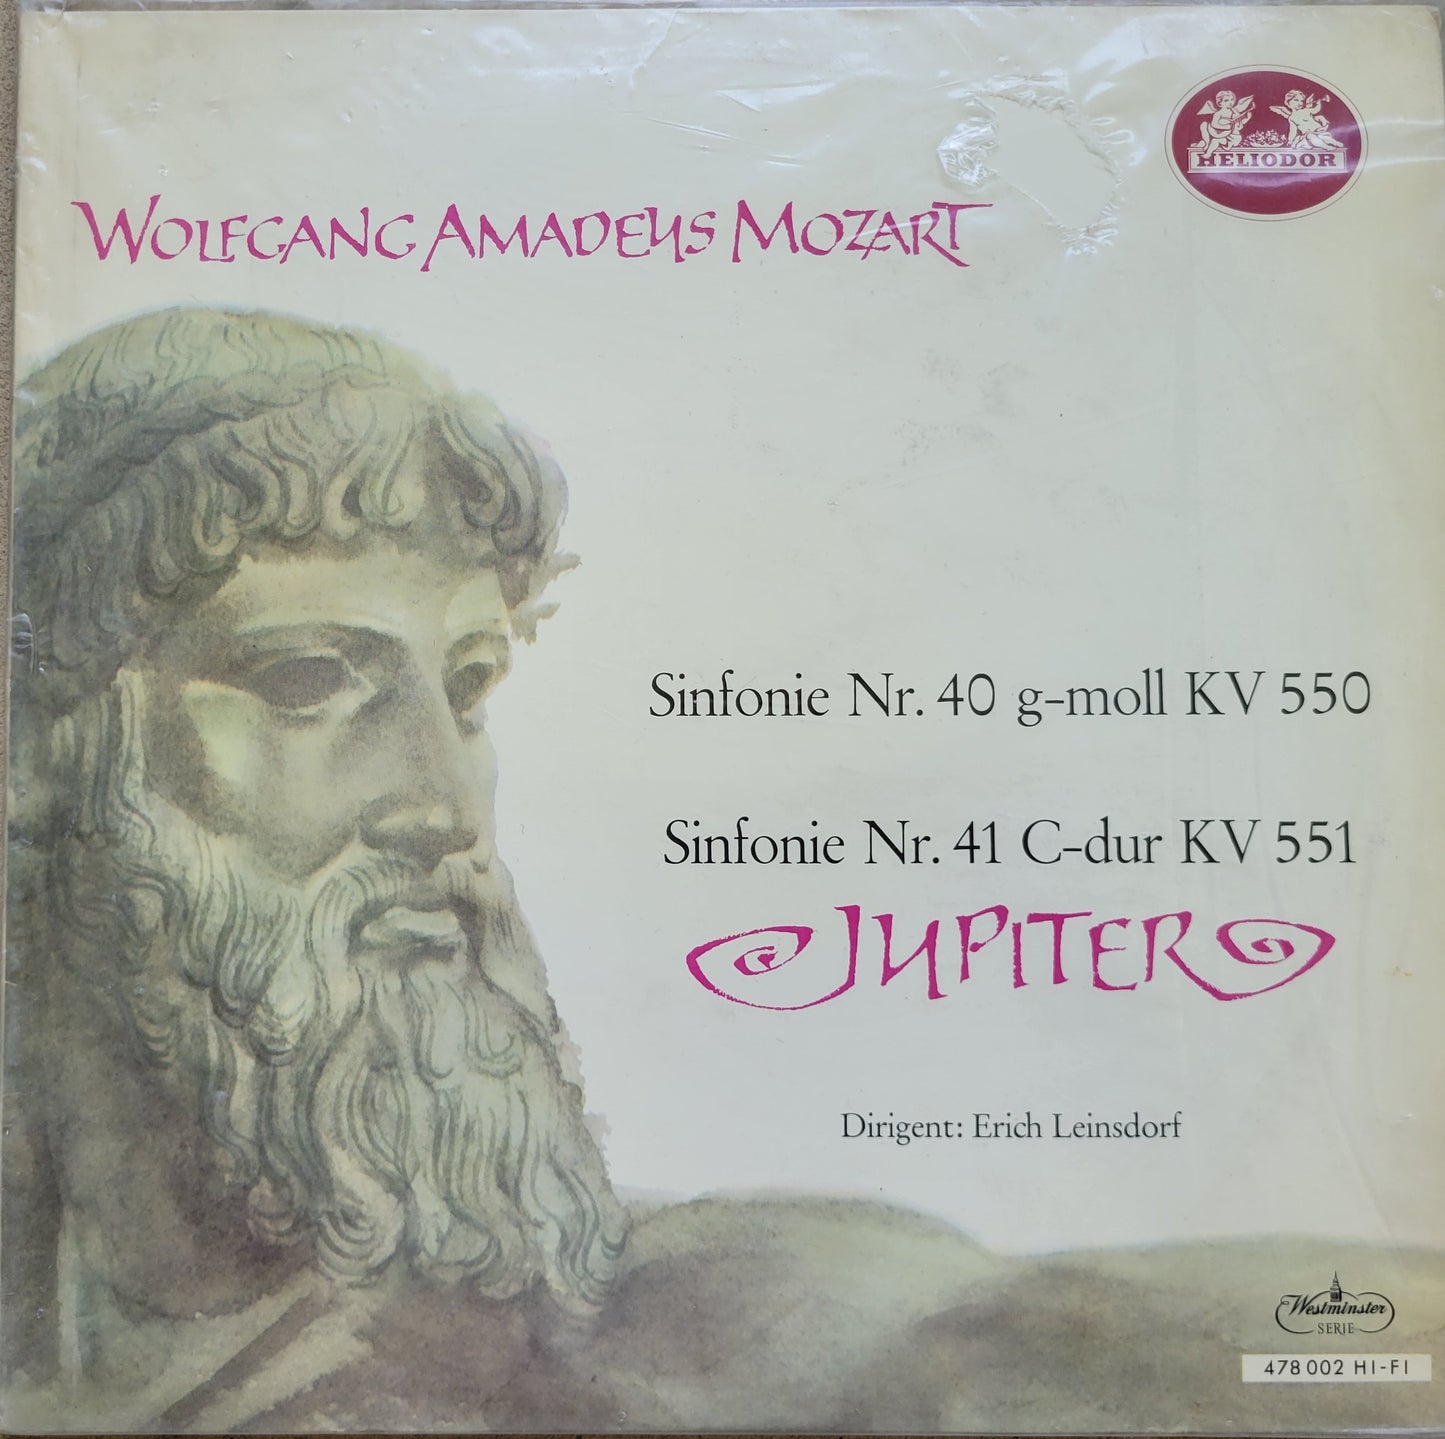 HELIODOR
WOLFGANG AMADEUS MOZART
Sinfonie Nr. 40 g-moll KV 550
Sinfonie Nr. 41 C-dur KV 551
JUPITER
Dirigent: Erich Leinsdorf
Westminster
SERIE
478 002 HI-FI